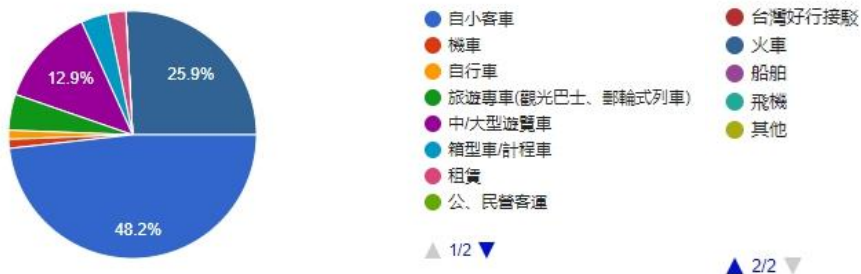 25.9%
12.9%
48.2%
自小客車
機車
自行車
旅遊專車(觀光巴士、郵輪式列車)
中/大型遊覽車
箱型車/計程車
租賃
公、民營客運
▲ 1/2 ▼
台灣好行接駁
火車
船舶
飛機
其他
▲ 2/2 ▼